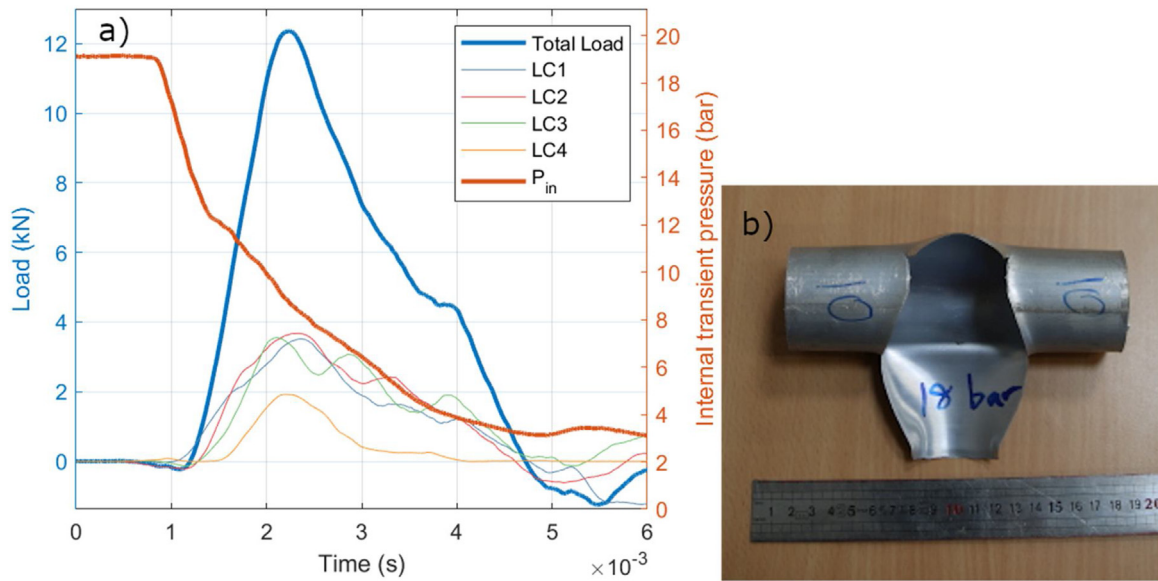 a)
Total Load
LC1
LC2
LC3
LC4
P_in
12
10
8
6
4
2
0
Load (kN)
20
18
16
14
12
10
8
6
4
2
0
Internal transient pressure (bar)
0 1 2 3 4 5 6
Time (s) ×10⁻³
b)
10 10
18 bar
1 2 3 4 5 6 7 8 9 10 11 12 13 14 15 16 17 18 19 20